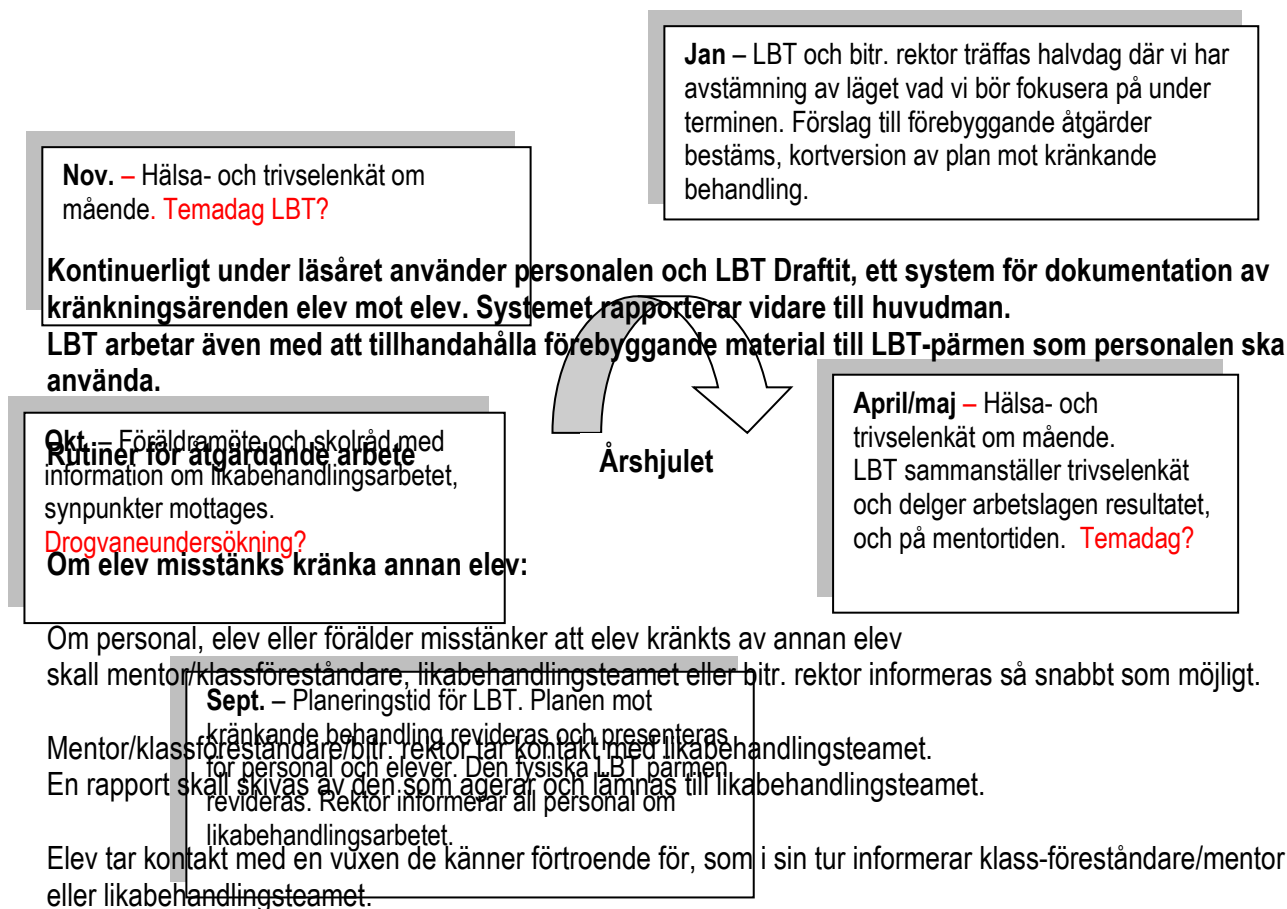 Jan – LBT och bitr. rektor träffas halvdag där vi har
avstämning av läget vad vi bör fokusera på under
terminen. Förslag till förebyggande åtgärder
bestäms, kortversion av plan mot kränkande
behandling.
Nov. – Hälsa- och trivselenkät om
mående. Temadag LBT?
Kontinuerligt under läsåret använder personalen och LBT Draftit, ett system för dokumentation av
kränkningsärenden elev mot elev. Systemet rapporterar vidare till huvudman.
LBT arbetar även med att tillhandahålla förebyggande material till LBT-pärmen som personalen ska
använda.
April/maj – Hälsa- och
trivselenkät om mående.
LBT sammanställer trivselenkät
och delger arbetslagen resultatet,
och på mentortiden. Temadag?
Okt. – Föräldramöte och skolråd med
information om likabehandlingsarbetet,
synpunkter mottages.
Drogvaneundersökning?
Rutiner för åtgärdande arbete
Årshjulet
Om elev misstänks kränka annan elev:
Om personal, elev eller förälder misstänker att elev kränkts av annan elev
skall mentor/klassföreståndare, likabehandlingsteamet eller bitr. rektor informeras så snabbt som möjligt.
Sept. – Planeringstid för LBT. Planen mot
kränkande behandling revideras och presenteras
för personal och elever. Den fysiska LBT pärmen
revideras. Rektor informerar all personal om
likabehandlingsarbetet.
Mentor/klassföreståndare/bitr. rektor tar kontakt med likabehandlingsteamet.
En rapport skall skivas av den som agerar och lämnas till likabehandlingsteamet.
Elev tar kontakt med en vuxen de känner förtroende för, som i sin tur informerar klass-föreståndare/mentor
eller likabehandlingsteamet.